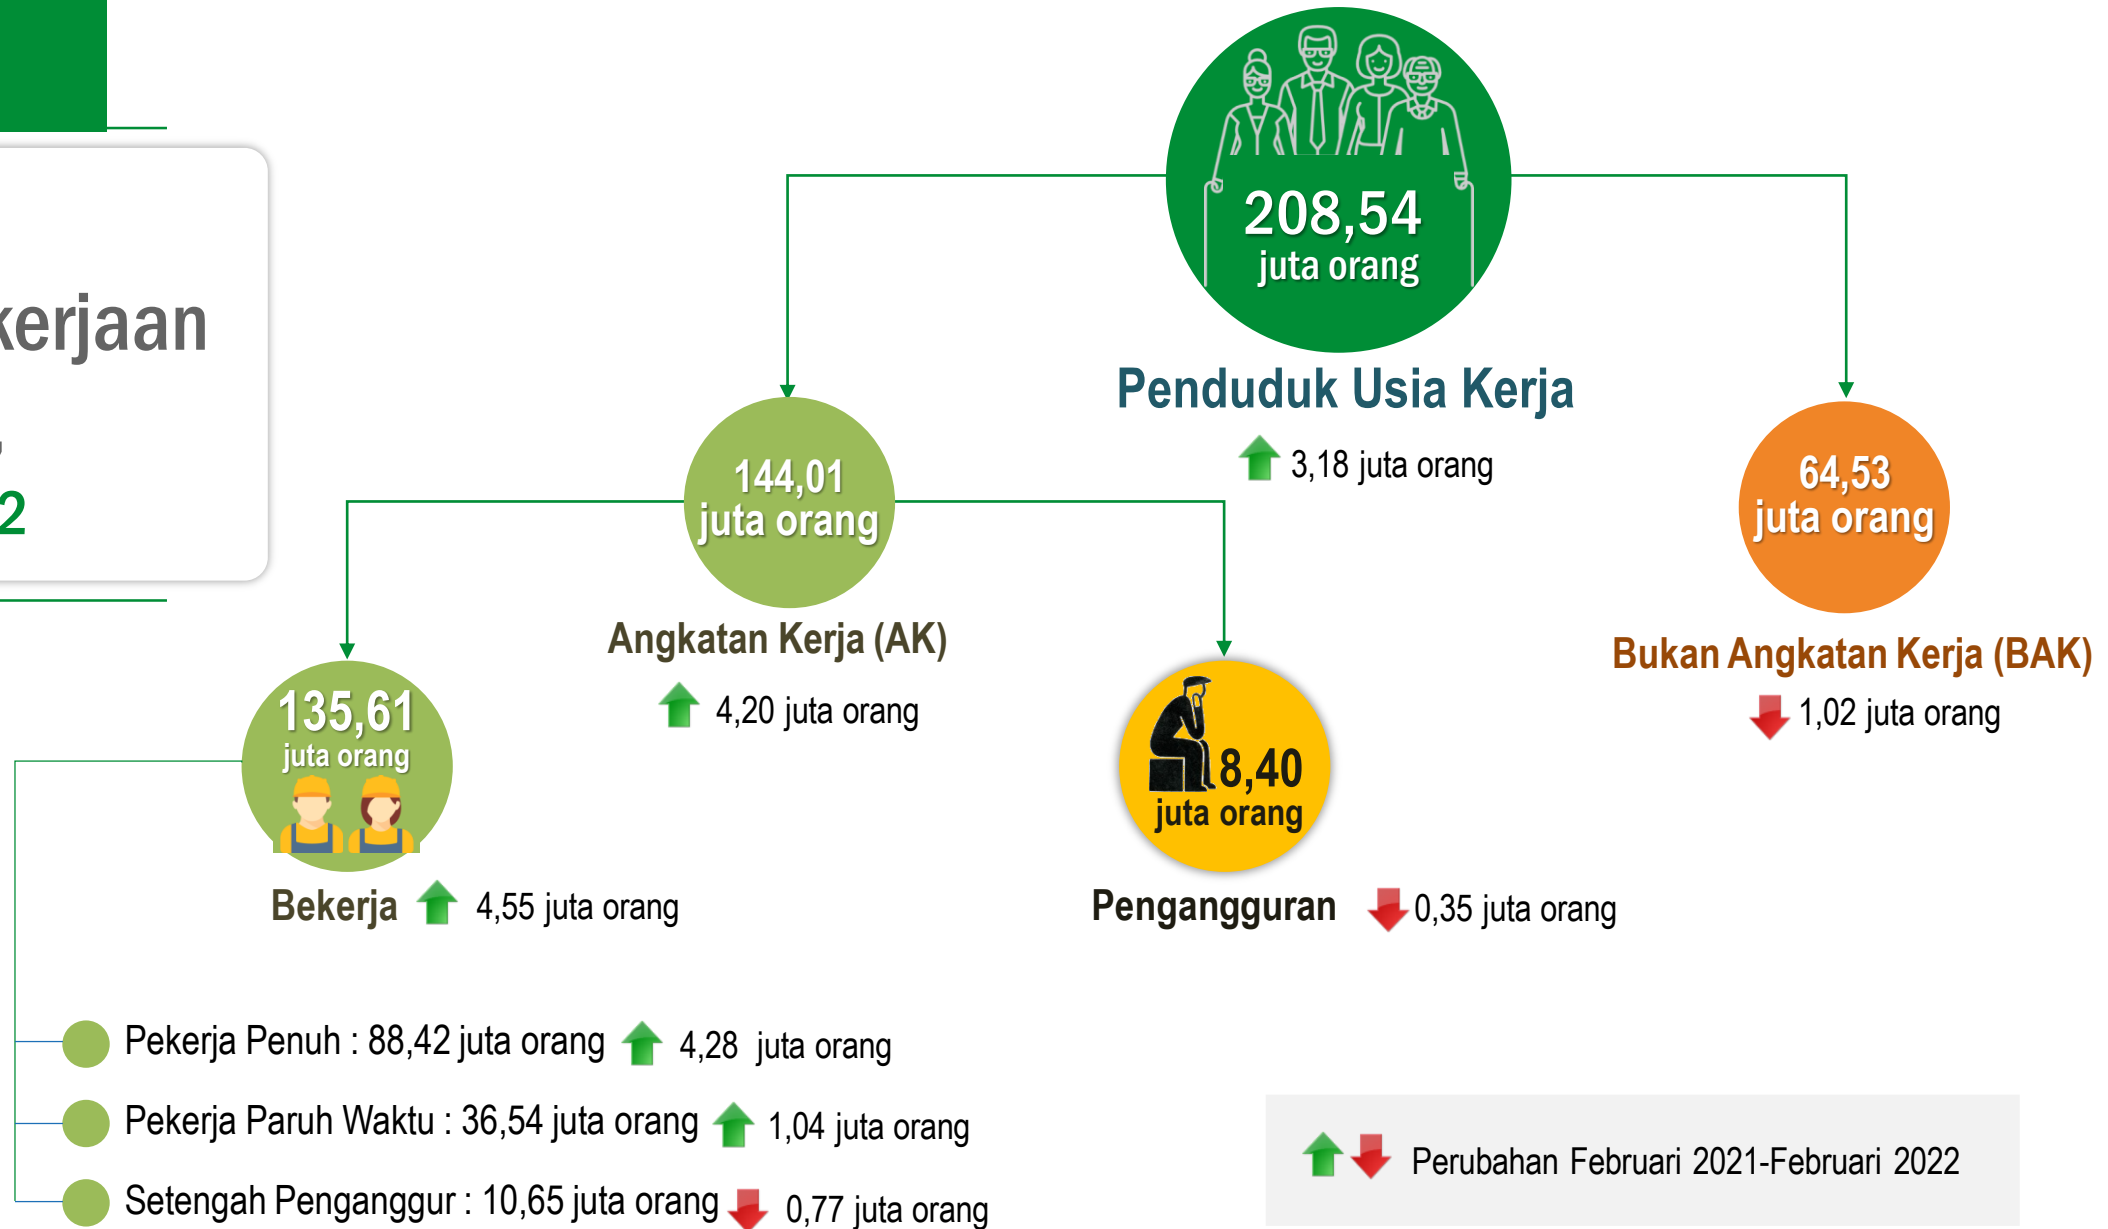 kerjaan
2
208,54
juta orang
Penduduk Usia Kerja
3,18 juta orang
144,01
juta orang
Angkatan Kerja (AK)
4,20 juta orang
64,53
juta orang
Bukan Angkatan Kerja (BAK)
1,02 juta orang
135,61
juta orang
Bekerja 4,55 juta orang
8,40
juta orang
Pengangguran 0,35 juta orang
Pekerja Penuh : 88,42 juta orang 4,28 juta orang
Pekerja Paruh Waktu : 36,54 juta orang 1,04 juta orang
Setengah Penganggur : 10,65 juta orang 0,77 juta orang
Perubahan Februari 2021-Februari 2022